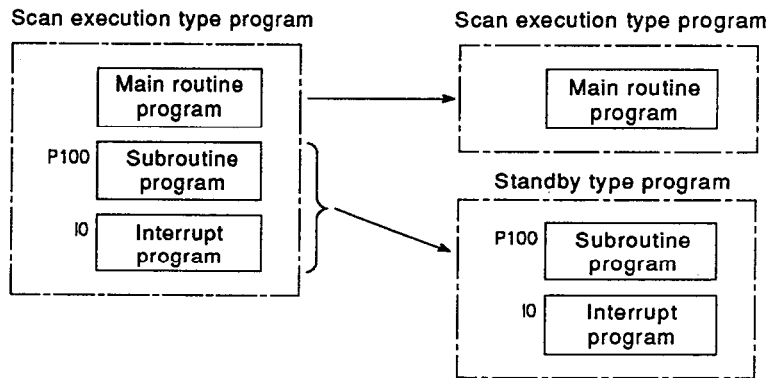 Scan execution type program
Main routine
program
P100
Subroutine
program
I0
Interrupt
program
Scan execution type program
Main routine
program
Standby type program
P100
Subroutine
program
I0
Interrupt
program